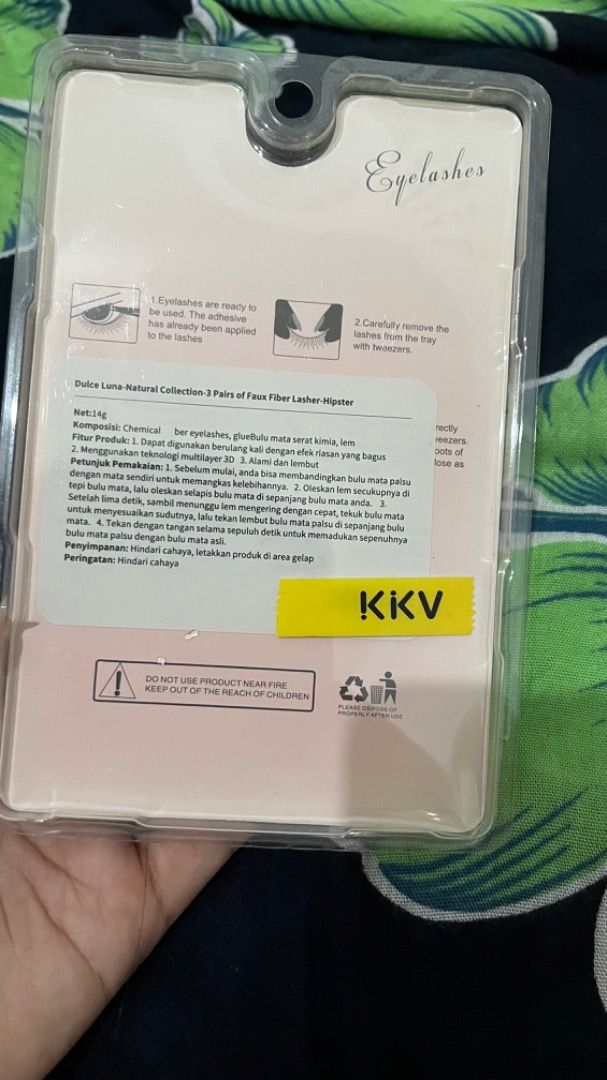 Eyelashes
1.Eyelashes are ready to
be used. The adhesive
has already been applied
to the lashes
2.Carefully remove the
lashes from the tray
with tweezers.
Dulce Luna-Natural Collection-3 Pairs of Faux Fiber Lasher-Hipster
Net:14g
Komposisi: Chemical ber eyelashes, glueBulu mata serat kimia, lem
Fitur Produk: 1. Dapat digunakan berulang kali dengan efek riasan yang bagus
2. Menggunakan teknologi multilayer 3D 3. Alami dan lembut
Petunjuk Pemakaian: 1. Sebelum mulai, anda bisa membandingkan bulu mata palsu
dengan mata sendiri untuk memangkas kelebihannya. 2. Oleskan lem secukupnya di
tepi bulu mata, lalu oleskan selapis bulu mata di sepanjang bulu mata anda. 3.
Setelah lima detik, sambil menunggu lem mengering dengan cepat, tekuk bulu mata
untuk menyesuaikan sudutnya, lalu tekan lembut bulu mata palsu di sepanjang bulu
mata. 4. Tekan dengan tangan selama sepuluh detik untuk memadukan sepenuhnya
bulu mata palsu dengan bulu mata asli.
Penyimpanan: Hindari cahaya, letakkan produk di area gelap
Peringatan: Hindari cahaya
rectly
weezers.
oots of
lose as
KKV
DO NOT USE PRODUCT NEAR FIRE
KEEP OUT OF THE REACH OF CHILDREN
PLEASE DSIPOSE OF
PROPERLY AFTER USE